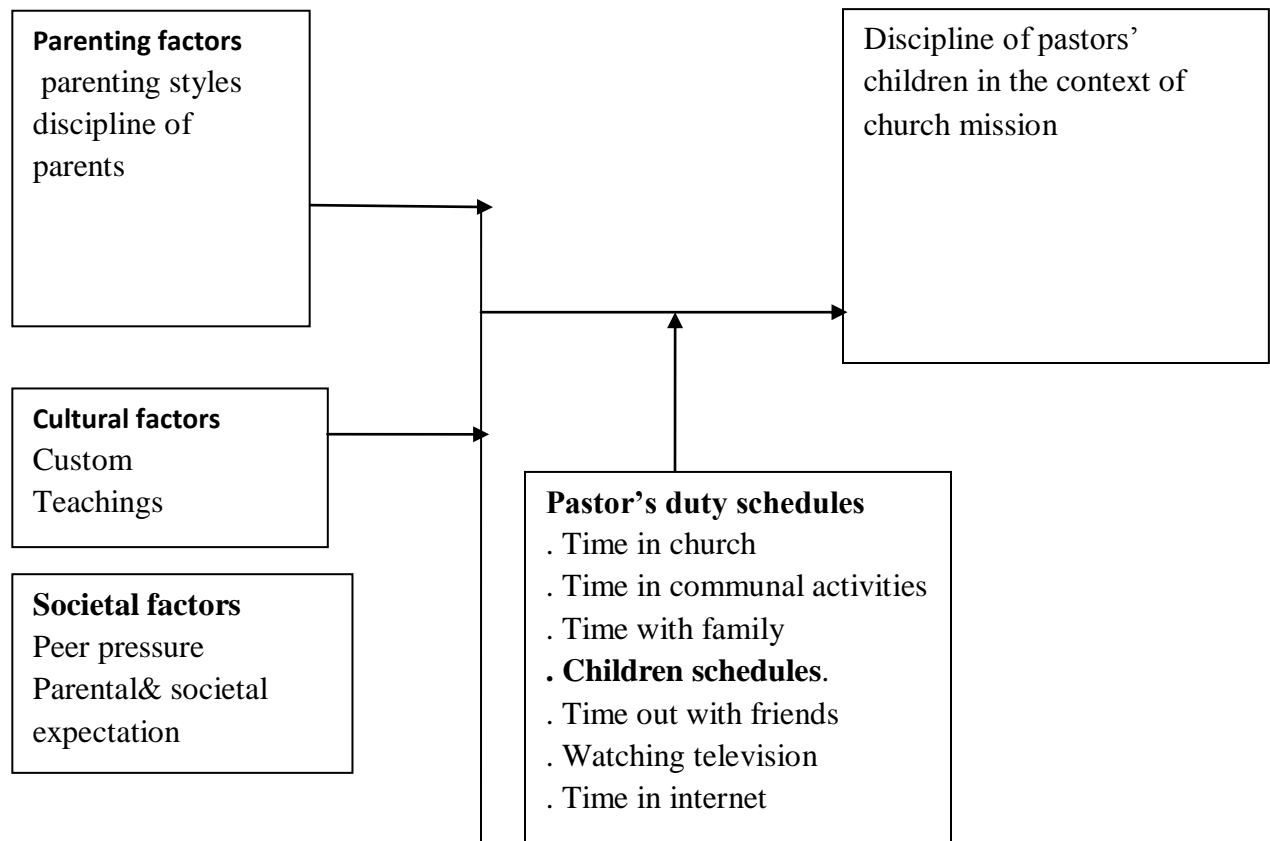 Parenting factors
parenting styles
discipline of
parents
Discipline of pastors’
children in the context of
church mission
Cultural factors
Custom
Teachings
Societal factors
Peer pressure
Parental& societal
expectation
Pastor’s duty schedules
. Time in church
. Time in communal activities
. Time with family
. Children schedules.
. Time out with friends
. Watching television
. Time in internet